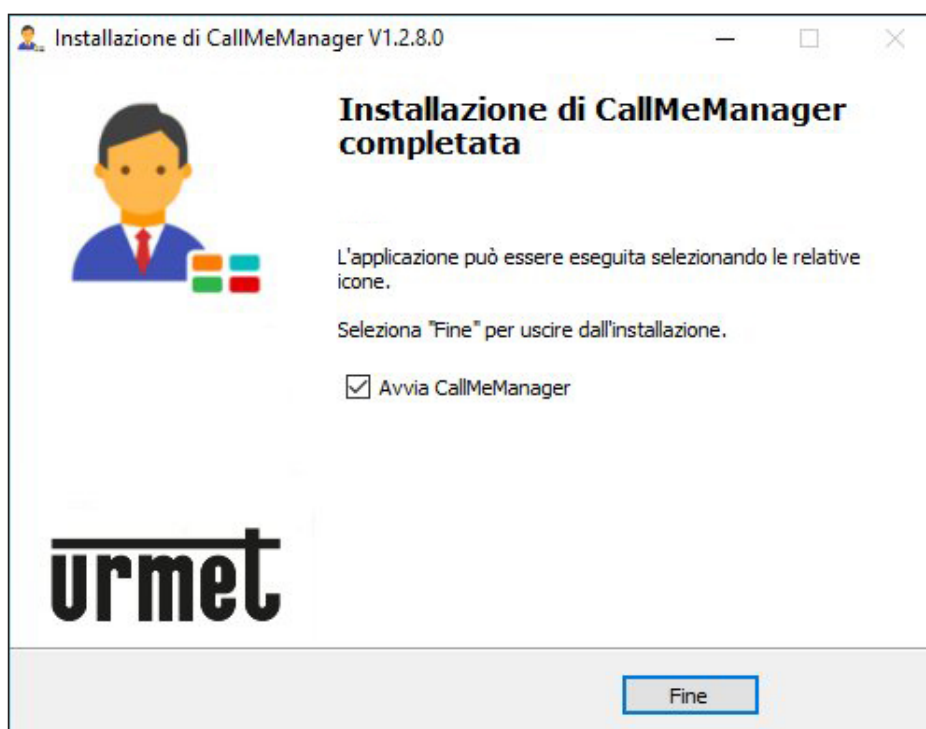 Installazione di CallMeManager V1.2.8.0
Installazione di CallMeManager
completata
L'applicazione può essere eseguita selezionando le relative
icone.
Seleziona "Fine" per uscire dall'installazione.
Avvia CallMeManager
urmet
Fine